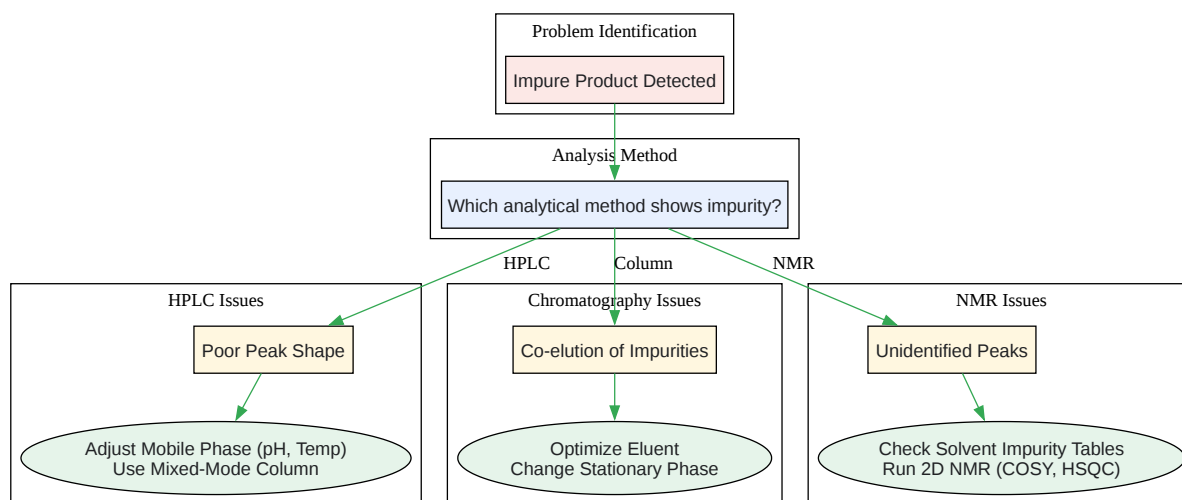 Problem Identification
Impure Product Detected
Analysis Method
Which analytical method shows impurity?
HPLC
Column
NMR
HPLC Issues
Poor Peak Shape
Adjust Mobile Phase (pH, Temp)
Use Mixed-Mode Column
Chromatography Issues
Co-elution of Impurities
Optimize Eluent
Change Stationary Phase
NMR Issues
Unidentified Peaks
Check Solvent Impurity Tables
Run 2D NMR (COSY, HSQC)